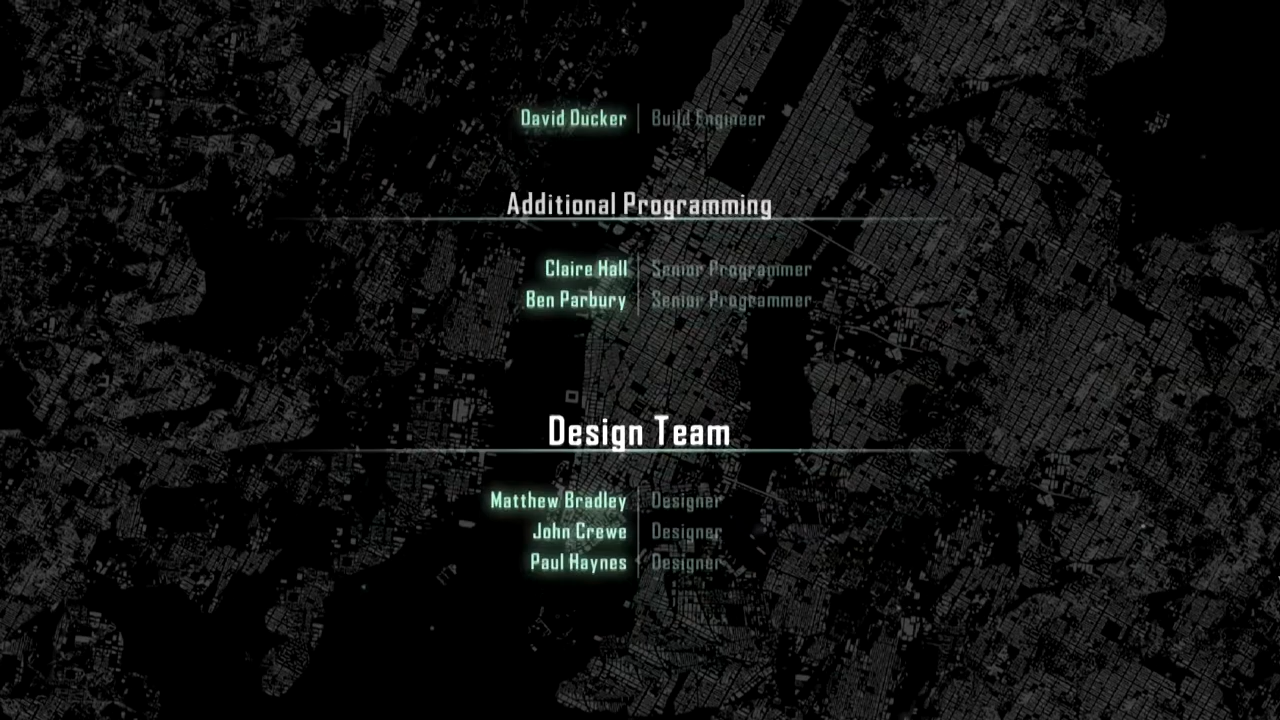 David Ducker | Build Engineer
Additional Programming
Claire Hall | Senior Programmer
Ben Parbury | Senior Programmer
Design Team
Matthew Bradley | Designer
John Crewe | Designer
Paul Haynes | Designer